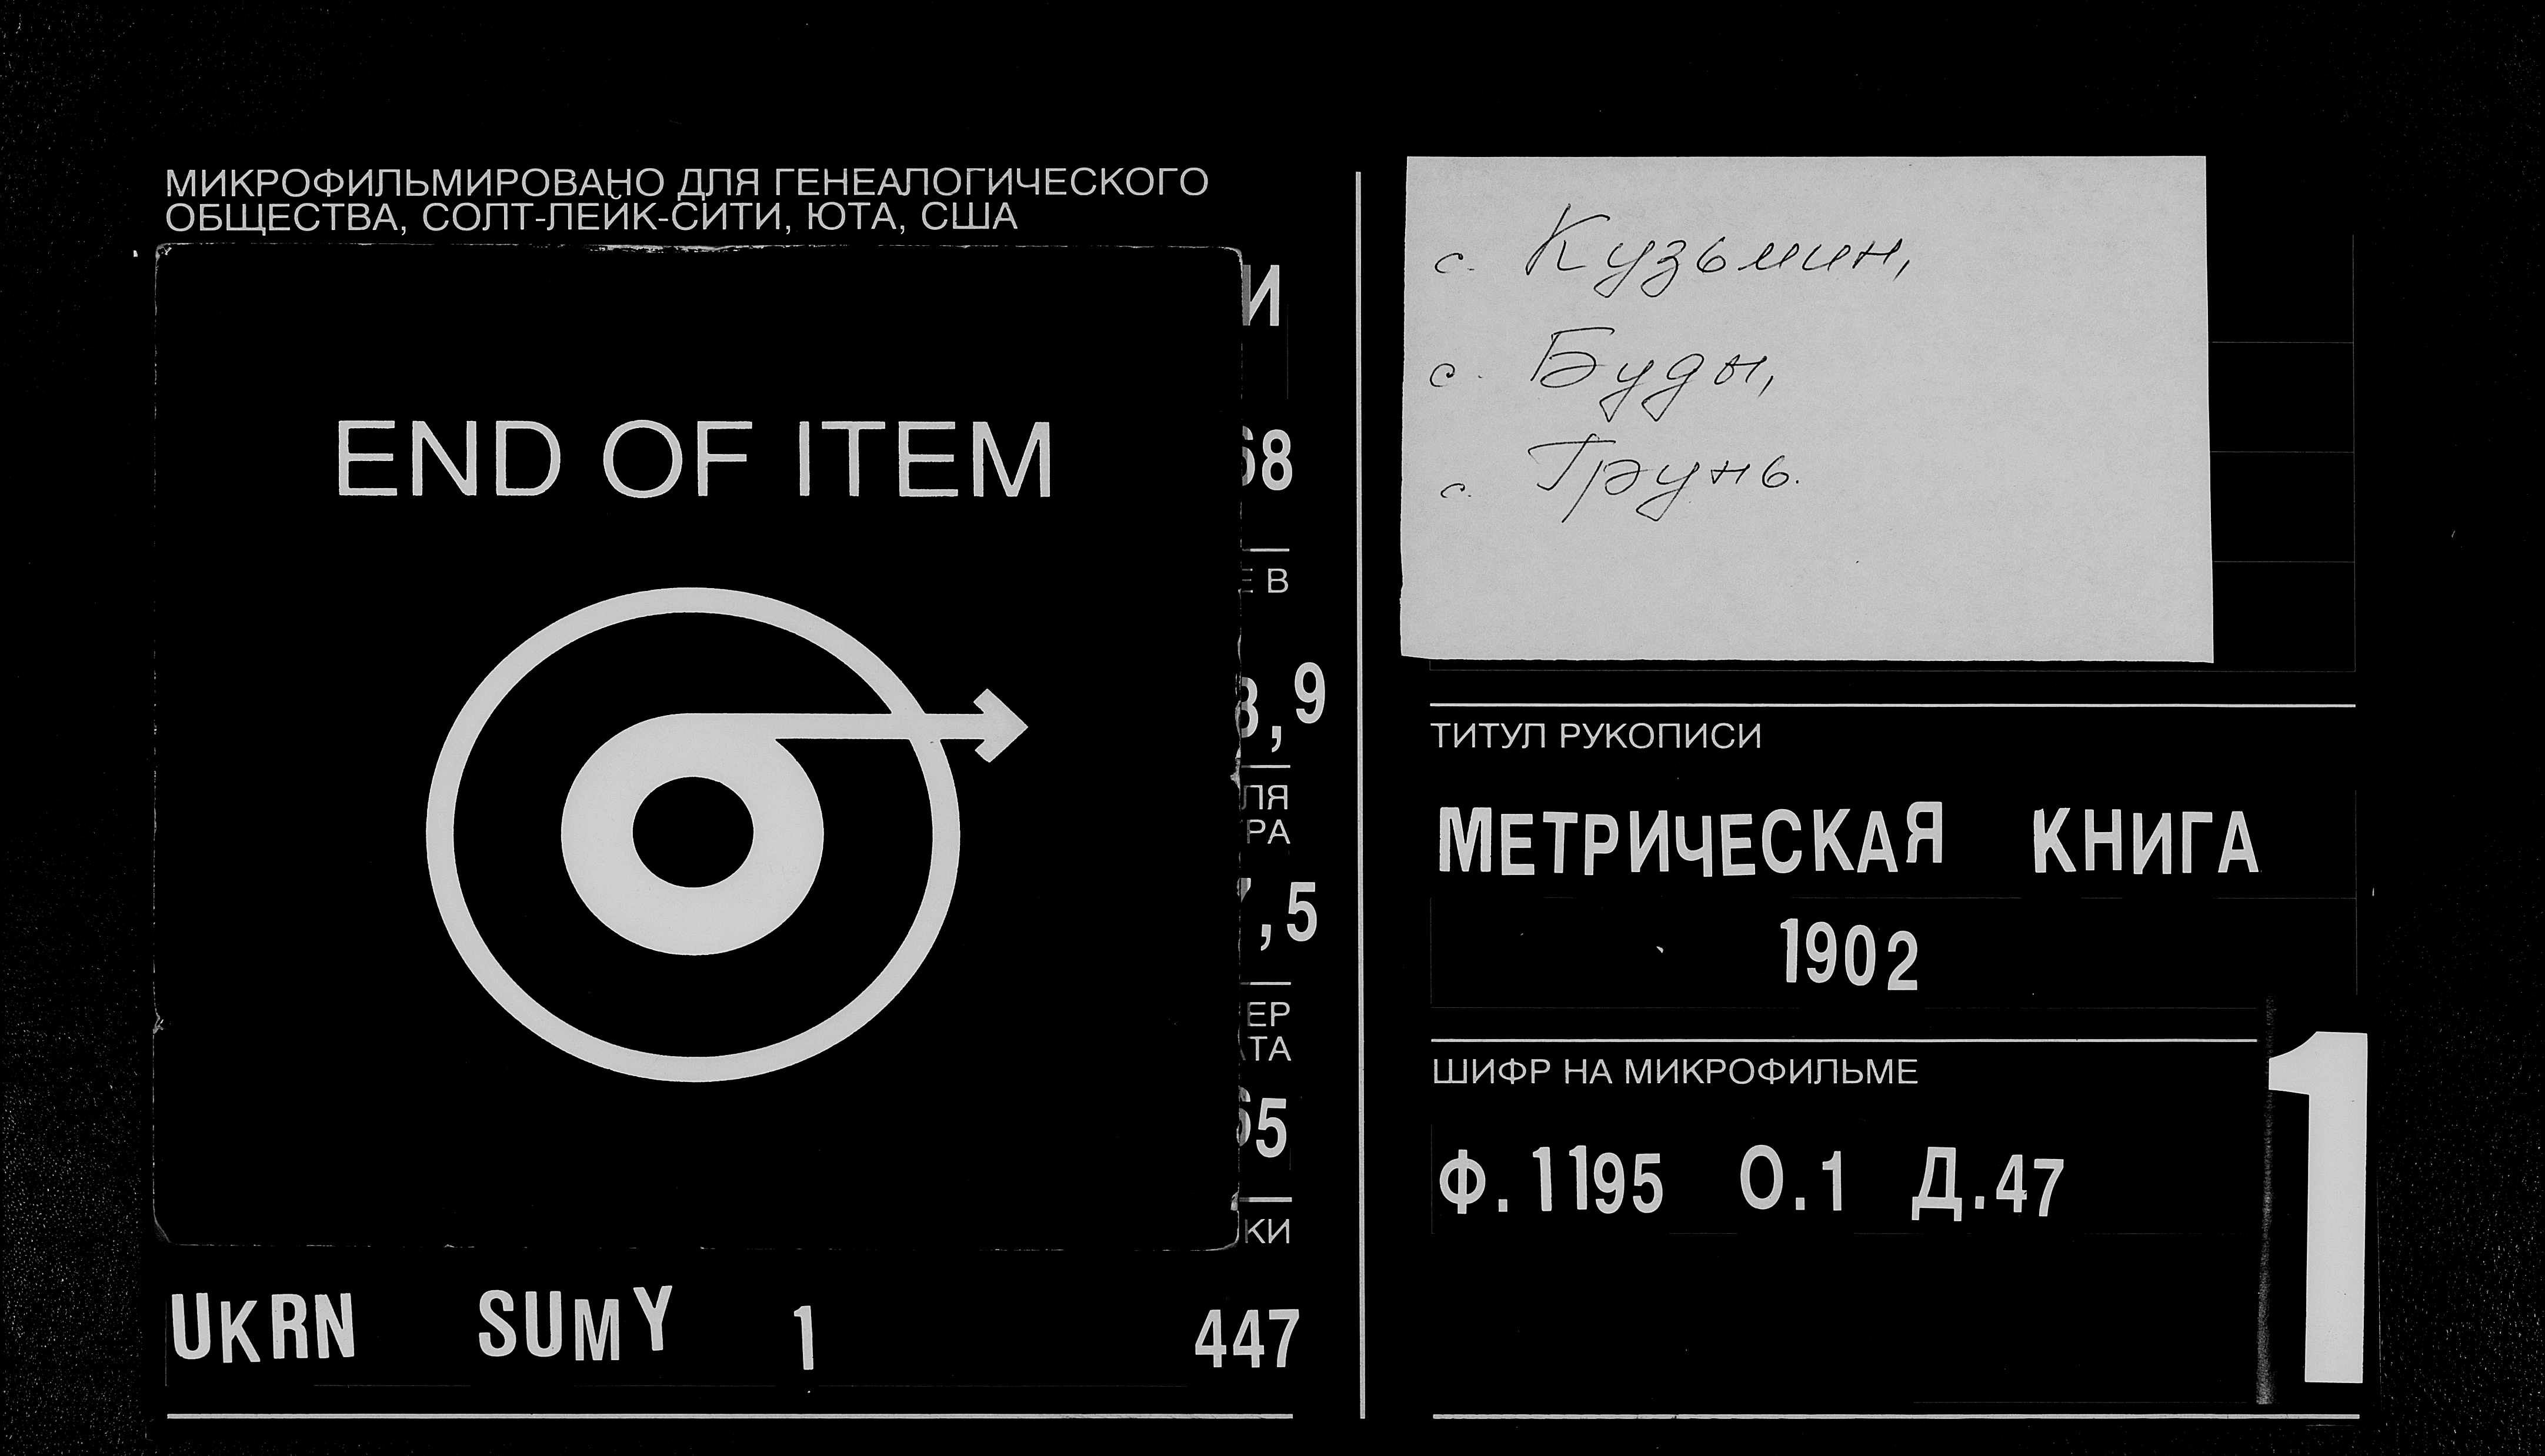 МИКРОФИЛЬМИРОВАНО ДЛЯ ГЕНЕАЛОГИЧЕСКОГО
ОБЩЕСТВА, СОЛТ-ЛЕЙК-СИТИ, ЮТА, США
END OF ITEM
UKRN SUMY 1 447
с. Кузьмин,
с. Буды,
с. Грунь.
ТИТУЛ РУКОПИСИ
МЕТРИЧЕСКАЯ КНИГА
1902
ШИФР НА МИКРОФИЛЬМЕ
Ф.1195 О.1 Д.47
1